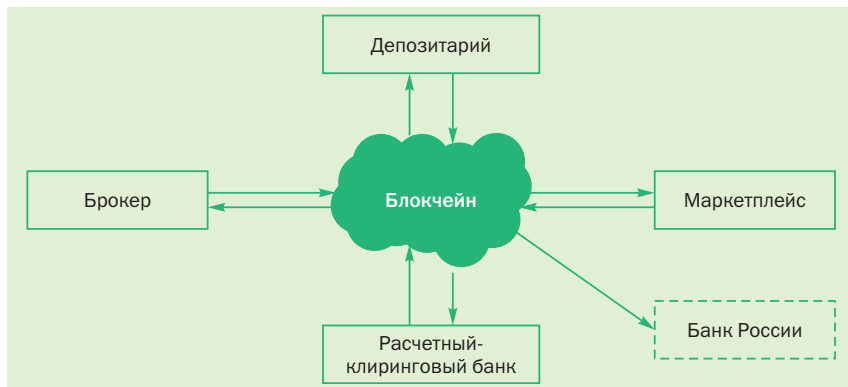 Депозитарий
Брокер
Блокчейн
Маркетплейс
Банк России
Расчетный-
клиринговый банк